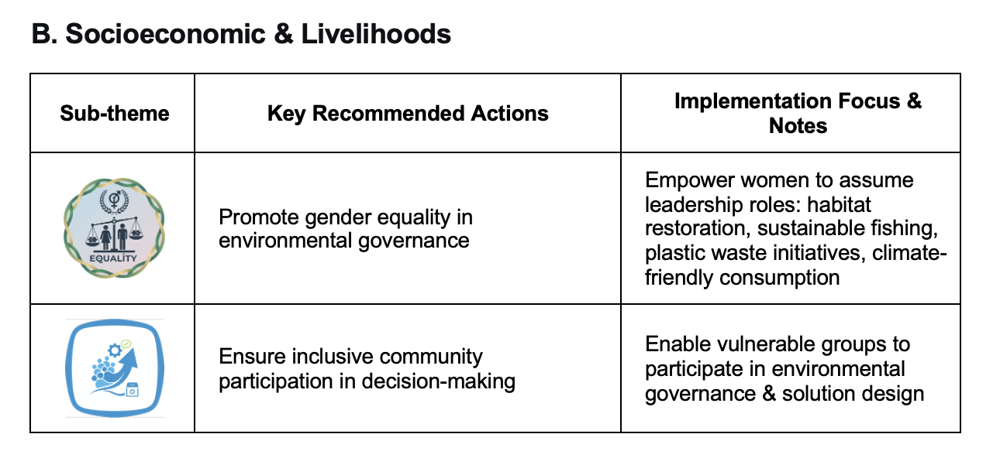 B. Socioeconomic & Livelihoods
Sub-theme
Key Recommended Actions
Implementation Focus &
Notes
EQUALİTY
Promote gender equality in
environmental governance
Empower women to assume
leadership roles: habitat
restoration, sustainable fishing,
plastic waste initiatives, climate-
friendly consumption
Ensure inclusive community
participation in decision-making
Enable vulnerable groups to
participate in environmental
governance & solution design